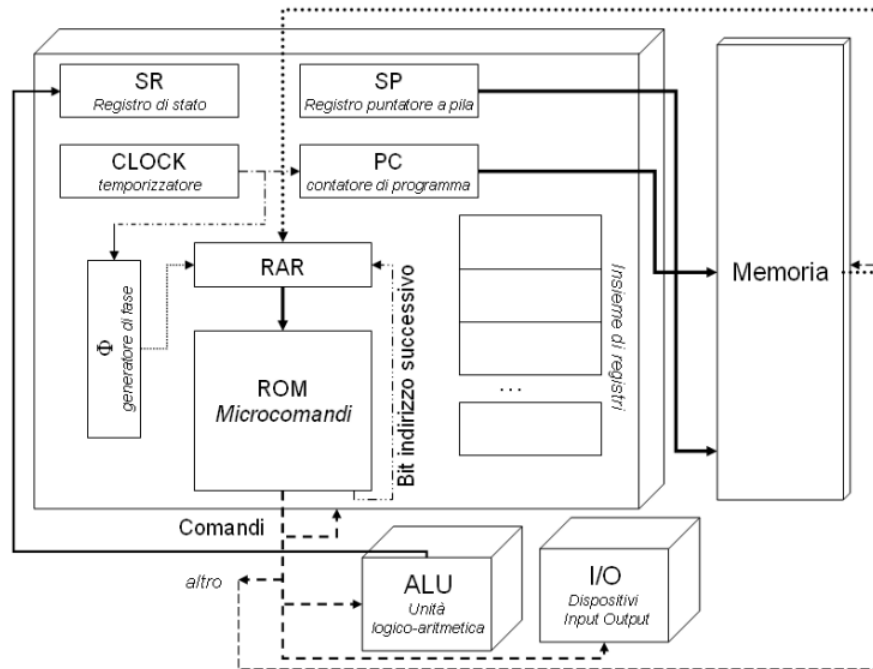 SR
Registro di stato
SP
Registro puntatore a pila
CLOCK
temporizzatore
PC
contatore di programma
RAR
Memoria
Φ
generatore di fase
ROM
Microcomandi
Bit indirizzo successivo
Insieme di registri
...
Comandi
altro
ALU
Unità
logico-aritmetica
I/O
Dispositivi
Input Output